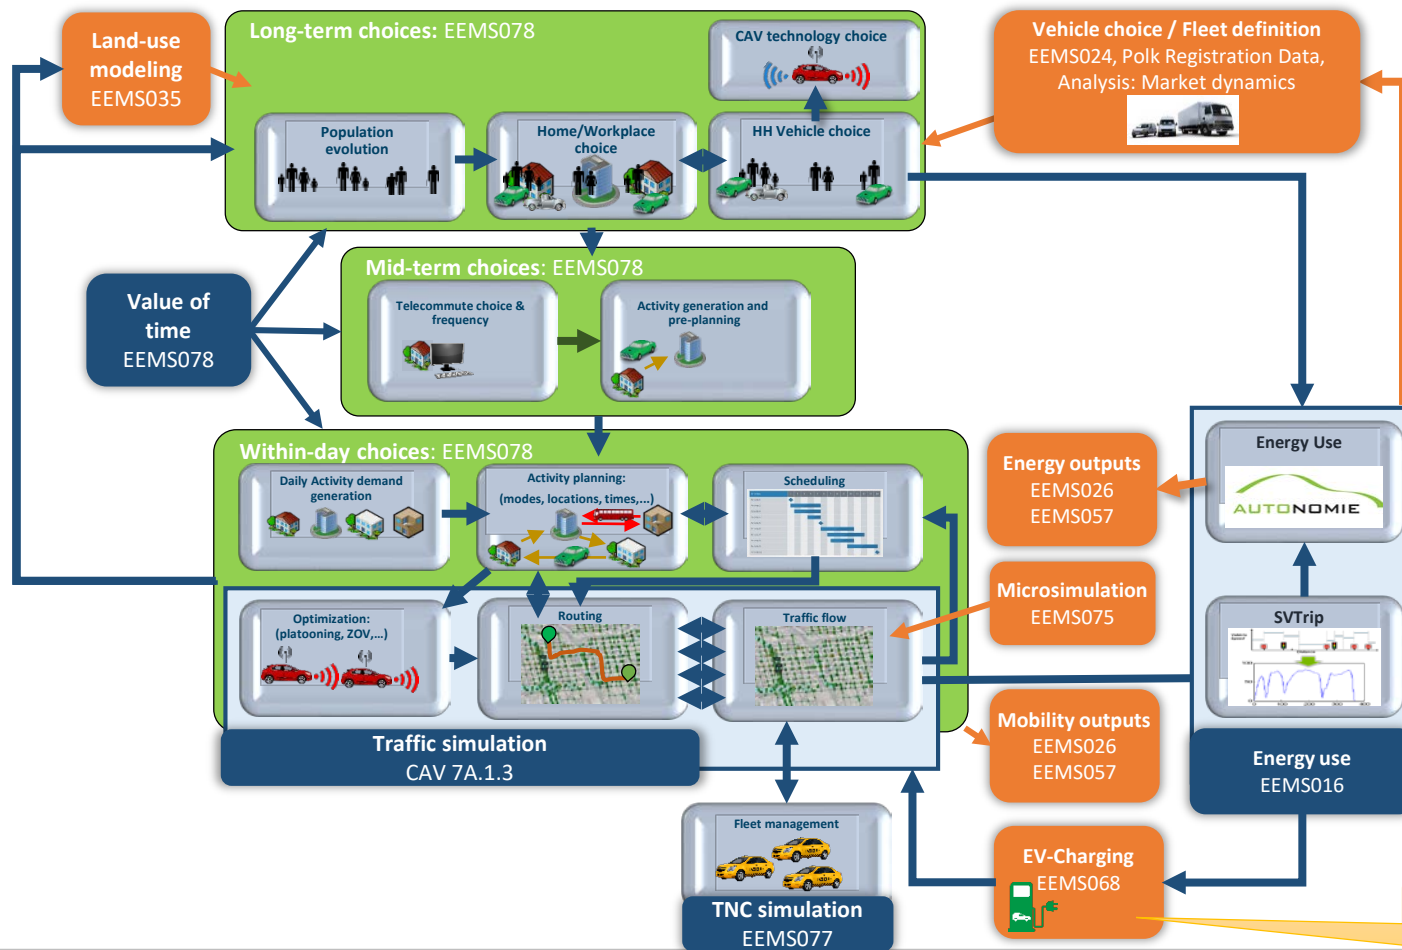 Land-use
modeling
EEMS035
Long-term choices: EEMS078
CAV technology choice
Population
evolution
Home/Workplace
choice
HH Vehicle choice
Vehicle choice / Fleet definition
EEMS024, Polk Registration Data,
Analysis: Market dynamics
Value of
time
EEMS078
Mid-term choices: EEMS078
Telecommute choice &
frequency
Activity generation and
pre-planning
Within-day choices: EEMS078
Daily Activity demand
generation
Activity planning:
(modes, locations, times,...)
Scheduling
Optimization:
(platooning, ZOV,...)
Routing
Traffic flow
Traffic simulation
CAV 7A.1.3
Fleet management
TNC simulation
EEMS077
Energy outputs
EEMS026
EEMS057
Microsimulation
EEMS075
Mobility outputs
EEMS026
EEMS057
EV-Charging
EEMS068
Energy Use
AUTONOMIE
SVTrip
Energy use
EEMS016